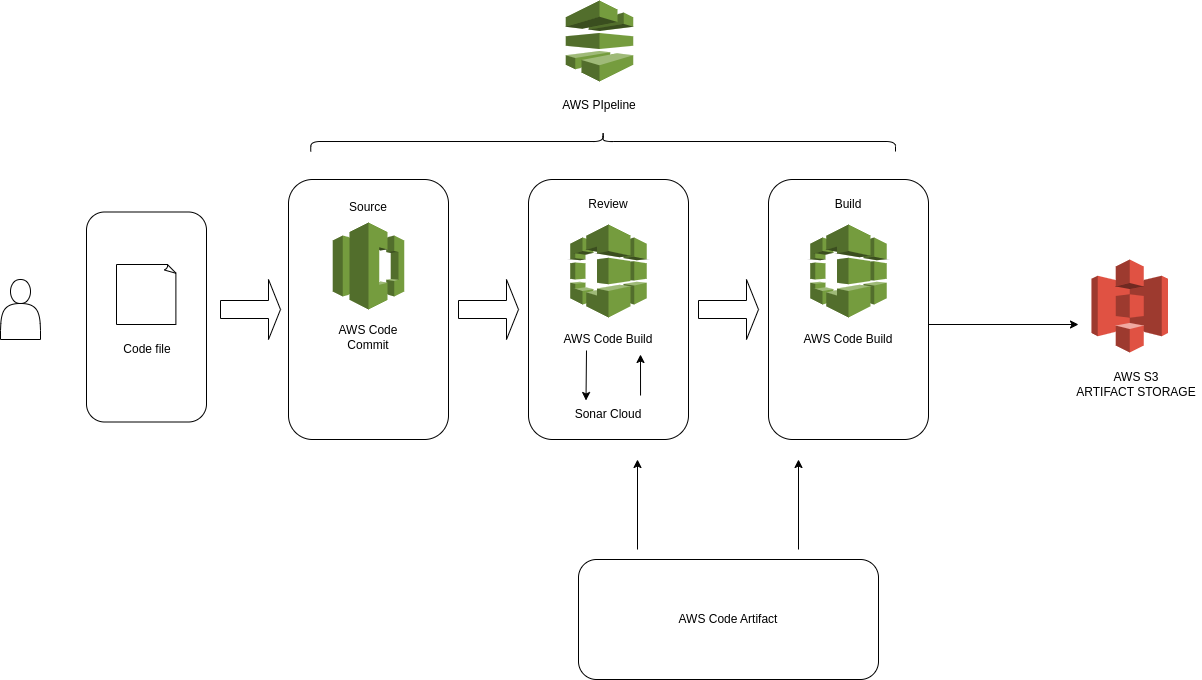 AWS PIpeline
Source
Review
Build
Code file
AWS Code
Commit
AWS Code Build
AWS Code Build
Sonar Cloud
AWS S3
ARTIFACT STORAGE
AWS Code Artifact